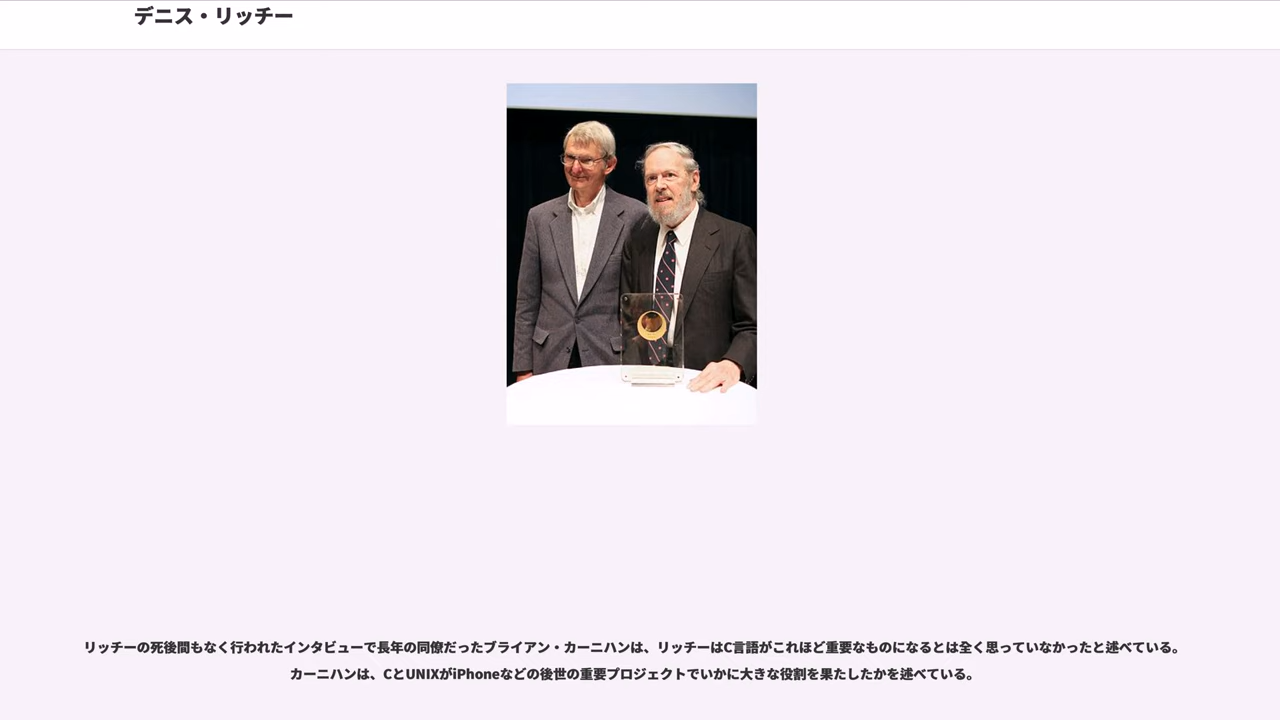 デニス・リッチー
リッチーの死後間もなく行われたインタビューで長年の同僚だったブライアン・カーニハンは、リッチーはC言語がこれほど重要なものになるとは全く思っていなかったと述べている。
カーニハンは、CとUNIXがiPhoneなどの後世の重要プロジェクトでいかに大きな役割を果たしたかを述べている。